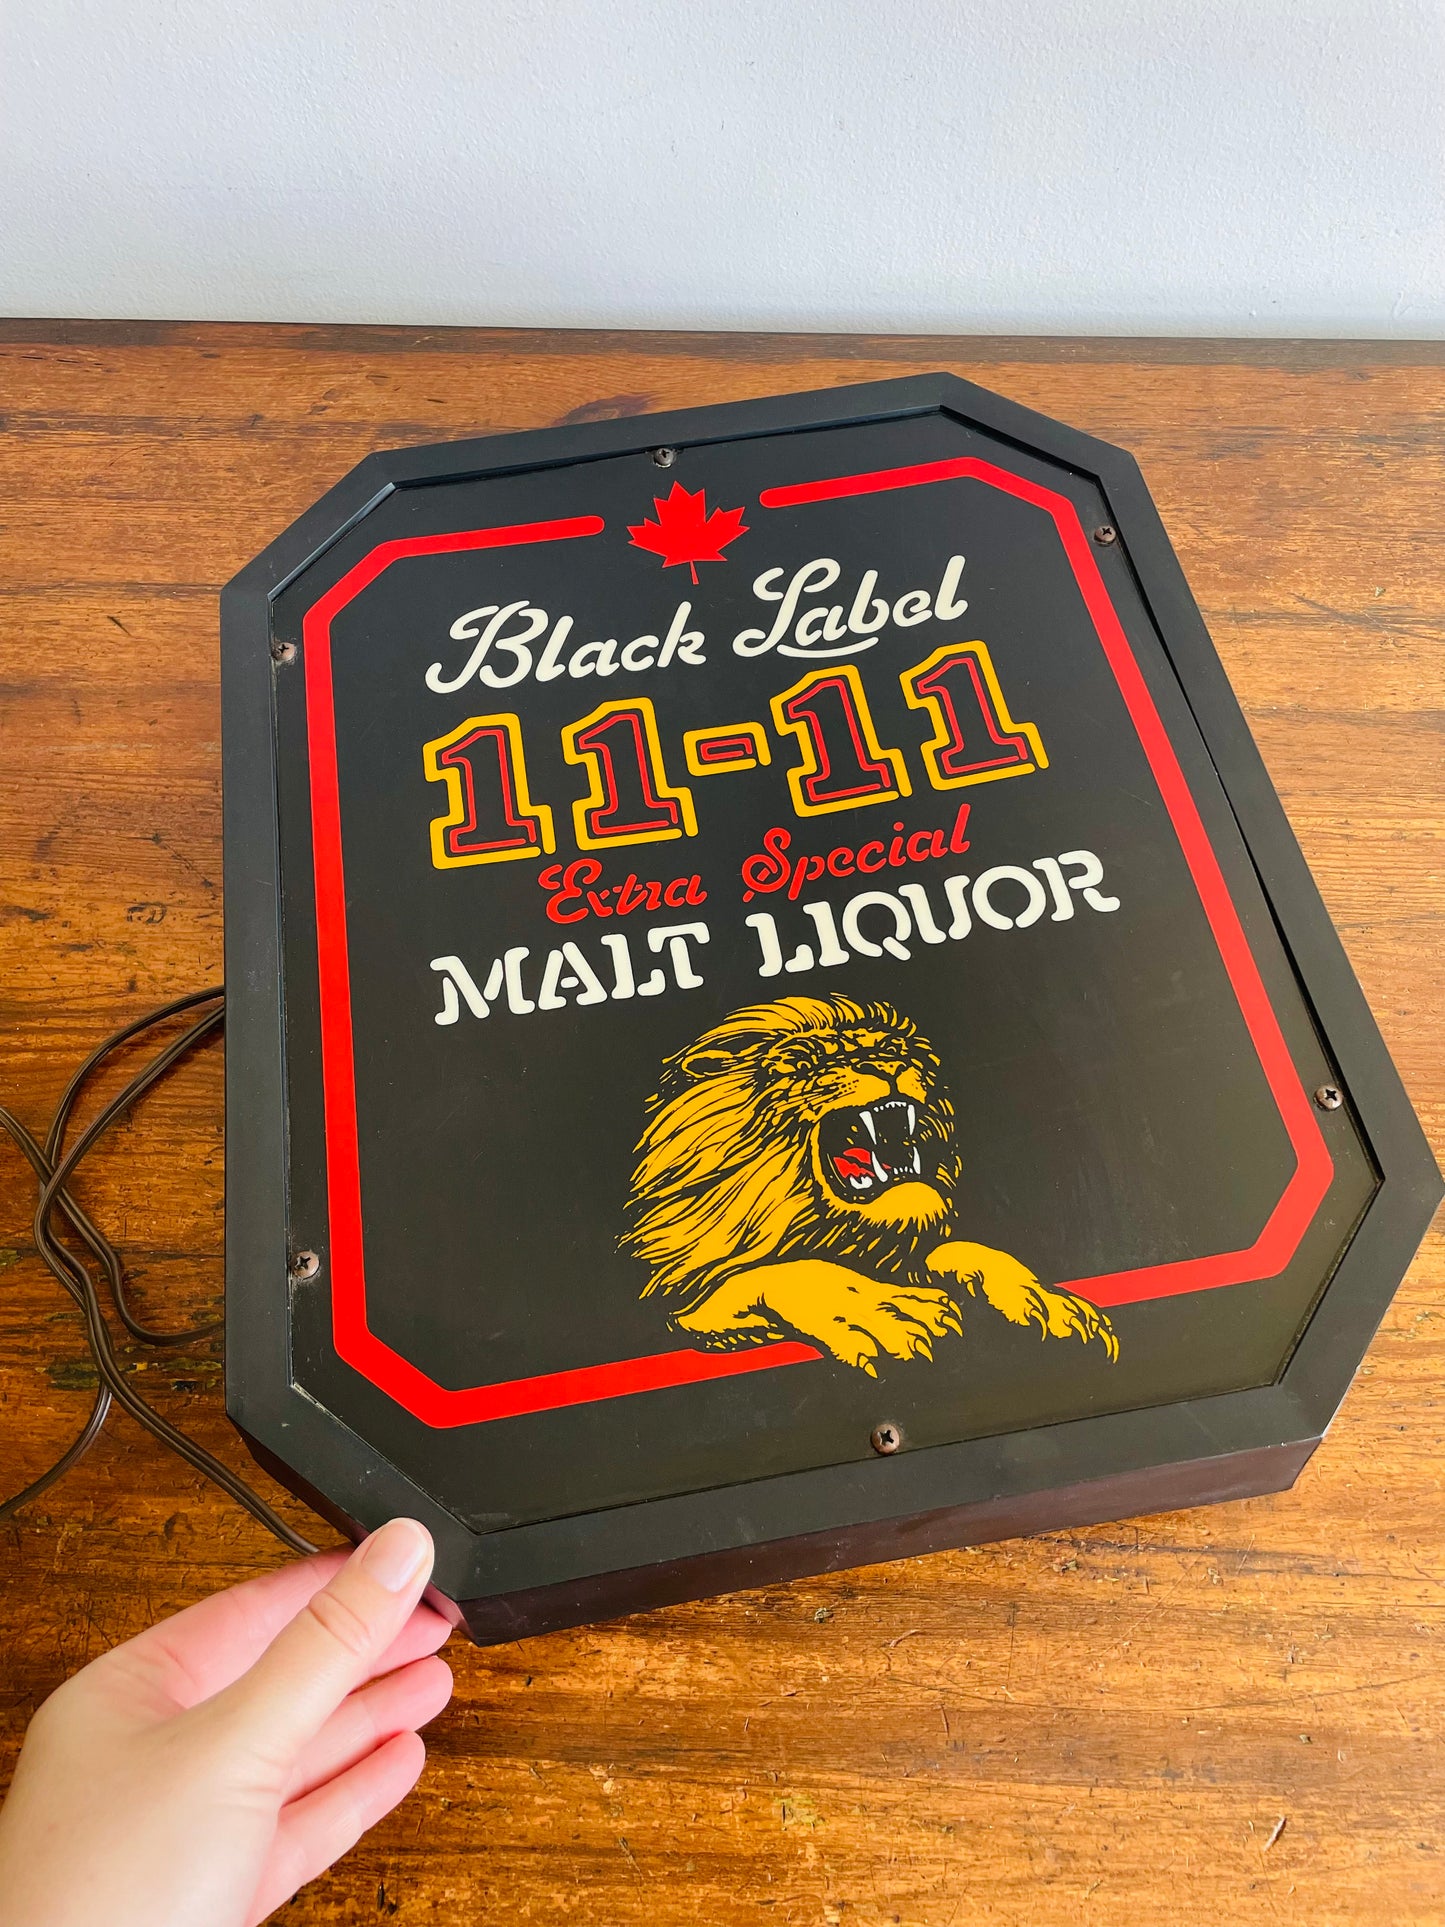 Black Label
11-11
Extra Special
MALT LIQUOR